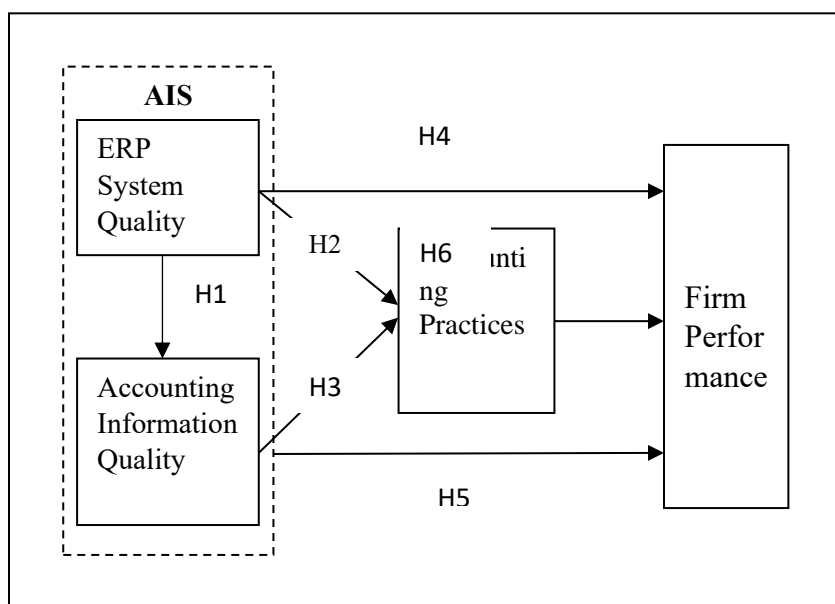 AIS
ERP
System
Quality
H4
H2
H1
H6 unti
ng
Practices
Firm
Perfor
mance
Accounting
Information
Quality
H3
H5